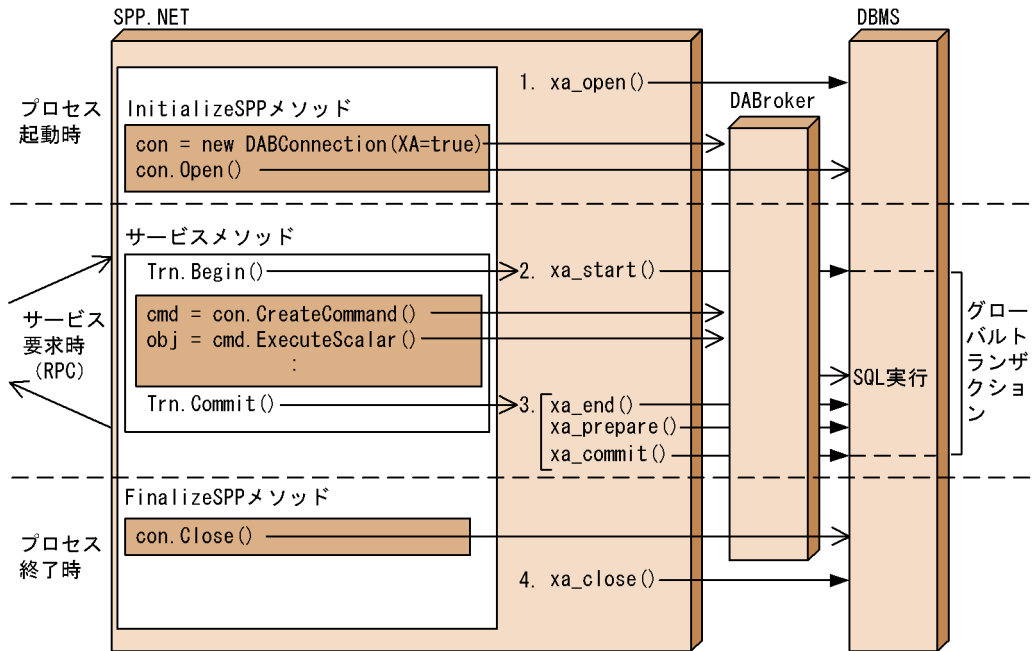 SPP.NET
DBMS
1. xa_open()
DABroker
プロセス
起動時
InitializeSPPメソッド
con = new DABConnection(XA=true)
con.Open()
サービスメソッド
Trn.Begin()
2. xa_start()
サービス
要求時
(RPC)
cmd = con.CreateCommand()
obj = cmd.ExecuteScalar()
:
SQL実行
グロー
バルト
ランザ
クショ
ン
Trn.Commit()
3. xa_end()
xa_prepare()
xa_commit()
FinalizeSPPメソッド
con.Close()
プロセス
終了時
4. xa_close()